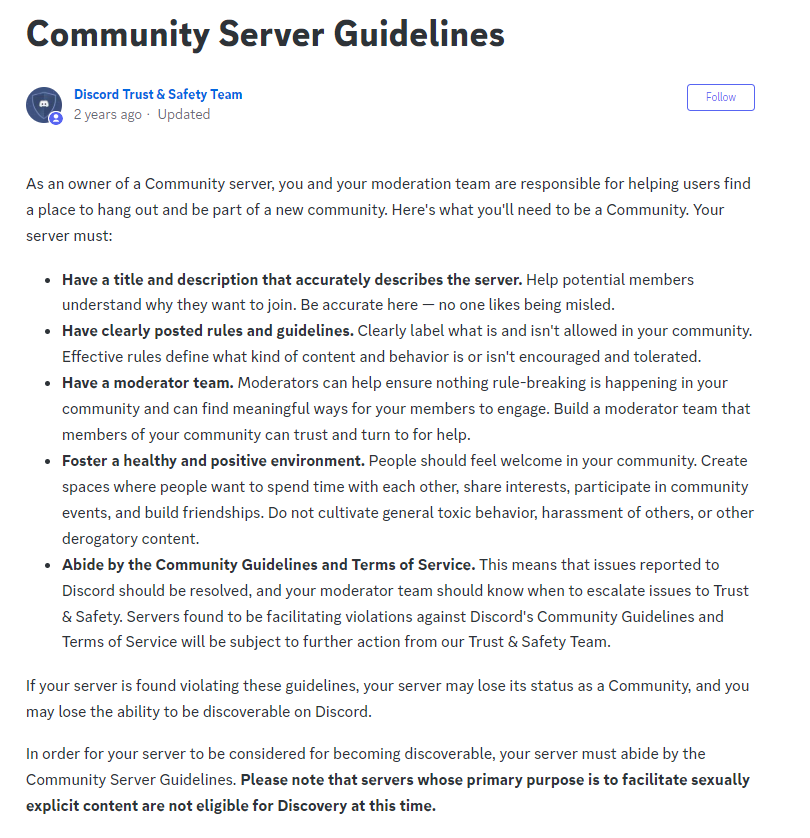 Community Server Guidelines
Discord Trust & Safety Team
2 years ago · Updated
Follow
As an owner of a Community server, you and your moderation team are responsible for helping users find
a place to hang out and be part of a new community. Here's what you'll need to be a Community. Your
server must:
• Have a title and description that accurately describes the server. Help potential members
understand why they want to join. Be accurate here — no one likes being misled.
• Have clearly posted rules and guidelines. Clearly label what is and isn't allowed in your community.
Effective rules define what kind of content and behavior is or isn't encouraged and tolerated.
• Have a moderator team. Moderators can help ensure nothing rule-breaking is happening in your
community and can find meaningful ways for your members to engage. Build a moderator team that
members of your community can trust and turn to for help.
• Foster a healthy and positive environment. People should feel welcome in your community. Create
spaces where people want to spend time with each other, share interests, participate in community
events, and build friendships. Do not cultivate general toxic behavior, harassment of others, or other
derogatory content.
• Abide by the Community Guidelines and Terms of Service. This means that issues reported to
Discord should be resolved, and your moderator team should know when to escalate issues to Trust
& Safety. Servers found to be facilitating violations against Discord's Community Guidelines and
Terms of Service will be subject to further action from our Trust & Safety Team.
If your server is found violating these guidelines, your server may lose its status as a Community, and you
may lose the ability to be discoverable on Discord.
In order for your server to be considered for becoming discoverable, your server must abide by the
Community Server Guidelines. Please note that servers whose primary purpose is to facilitate sexually
explicit content are not eligible for Discovery at this time.